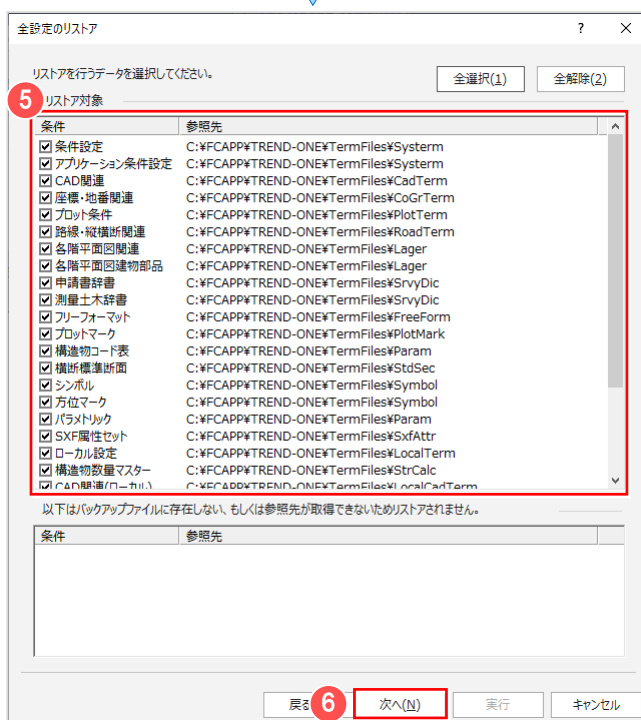 全設定のリストア ? ×
リストアを行うデータを選択してください。 全選択(1) 全解除(2)
5 リストア対象
条件 参照先
条件設定 C:¥FCAPP¥TREND-ONE¥TermFiles¥Systerm
アプリケーション条件設定 C:¥FCAPP¥TREND-ONE¥TermFiles¥Systerm
CAD関連 C:¥FCAPP¥TREND-ONE¥TermFiles¥CadTerm
座標・地番関連 C:¥FCAPP¥TREND-ONE¥TermFiles¥CoGrTerm
プロット条件 C:¥FCAPP¥TREND-ONE¥TermFiles¥PlotTerm
路線・縦横断関連 C:¥FCAPP¥TREND-ONE¥TermFiles¥RoadTerm
各階平面図関連 C:¥FCAPP¥TREND-ONE¥TermFiles¥Lager
各階平面図建物部品 C:¥FCAPP¥TREND-ONE¥TermFiles¥Lager
申請書辞書 C:¥FCAPP¥TREND-ONE¥TermFiles¥SrvyDic
測量土木辞書 C:¥FCAPP¥TREND-ONE¥TermFiles¥SrvyDic
フリーフォーマット C:¥FCAPP¥TREND-ONE¥TermFiles¥FreeForm
プロットマーク C:¥FCAPP¥TREND-ONE¥TermFiles¥PlotMark
構造物コード表 C:¥FCAPP¥TREND-ONE¥TermFiles¥Param
横断標準断面 C:¥FCAPP¥TREND-ONE¥TermFiles¥StdSec
シンボル C:¥FCAPP¥TREND-ONE¥TermFiles¥Symbol
方位マーク C:¥FCAPP¥TREND-ONE¥TermFiles¥Symbol
パラメトリック C:¥FCAPP¥TREND-ONE¥TermFiles¥Param
SXF属性セット C:¥FCAPP¥TREND-ONE¥TermFiles¥SxfAttr
ローカル設定 C:¥FCAPP¥TREND-ONE¥TermFiles¥LocalTerm
構造物数量マスター C:¥FCAPP¥TREND-ONE¥TermFiles¥StrCalc
CAD関連(ローカル) C:¥FCAPP¥TREND-ONE¥TermFiles¥LocalCadTerm
以下はバックアップファイルに存在しない、もしくは参照先が取得できないためリストアされません。
条件 参照先
戻る 6 次へ(N) 実行 キャンセル